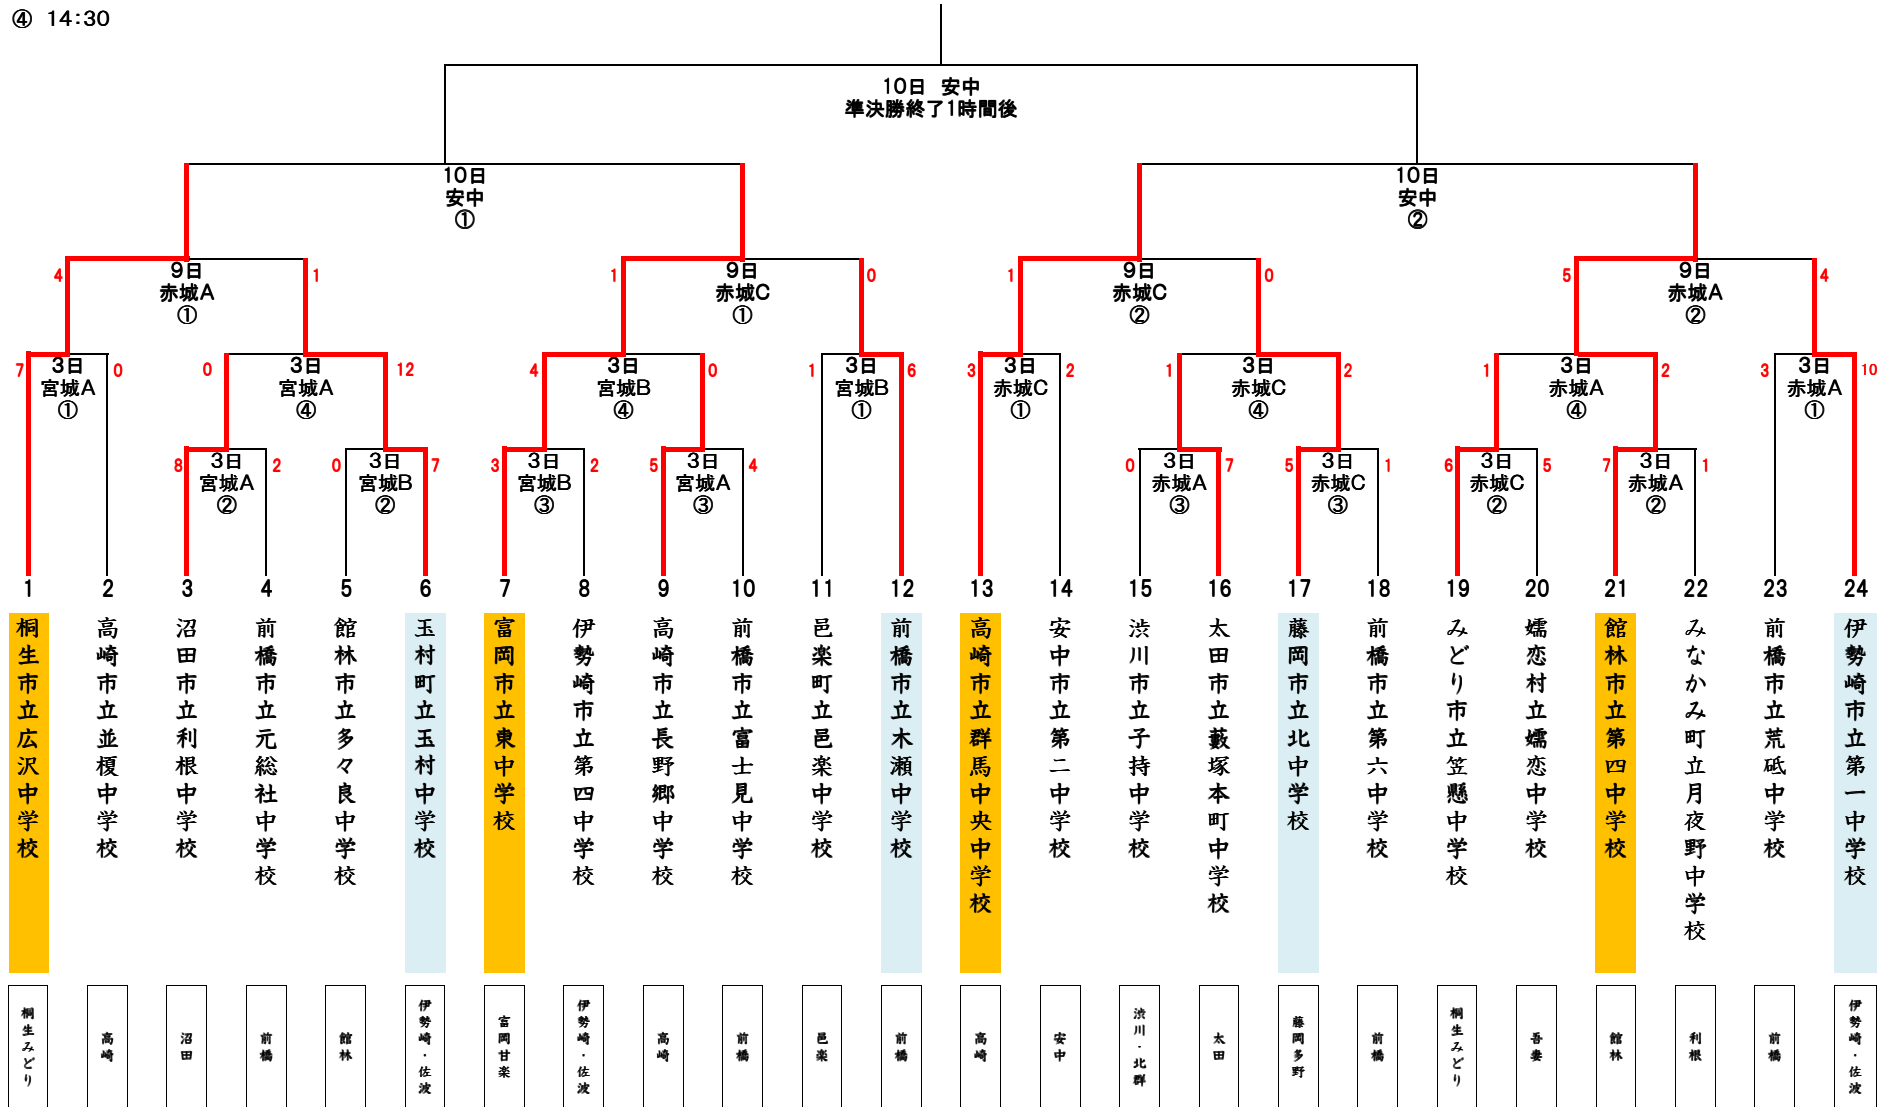 ④ 14：30
10日 安中
準決勝終了1時間後
10日
安中
①
10日
安中
②
4
9日
赤城A
①
1
1
9日
赤城C
①
0
1
9日
赤城C
②
0
5
9日
赤城A
②
4
7
3日
宮城A
①
0
0
3日
宮城A
④
12
4
3日
宮城B
④
0
1
3日
宮城B
①
6
3
3日
赤城C
①
2
1
3日
赤城C
④
2
1
3日
赤城A
④
2
3
3日
赤城A
①
10
8
3日
宮城A
②
2
0
3日
宮城B
②
7
3
3日
宮城B
③
2
5
3日
宮城A
③
4
0
3日
赤城A
③
7
5
3日
赤城C
③
1
6
3日
赤城C
②
5
7
3日
赤城A
②
1
1 2 3 4 5 6 7 8 9 10 11 12 13 14 15 16 17 18 19 20 21 22 23 24
桐生市立広沢中学校
高崎市立並榎中学校
沼田市立利根中学校
前橋市立元総社中学校
館林市立多々良中学校
玉村町立玉村中学校
富岡市立東中学校
伊勢崎市立第四中学校
高崎市立長野郷中学校
前橋市立富士見中学校
邑楽町立邑楽中学校
前橋市立木瀬中学校
高崎市立群馬中央中学校
安中市立第二中学校
渋川市立子持中学校
太田市立藪塚本町中学校
藤岡市立北中学校
前橋市立第六中学校
みどり市立笠懸中学校
嬬恋村立嬬恋中学校
館林市立第四中学校
みなかみ町立月夜野中学校
前橋市立荒砥中学校
伊勢崎市立第一中学校
桐生みどり
高崎
沼田
前橋
館林
伊勢崎・佐波
富岡甘楽
伊勢崎・佐波
高崎
前橋
邑楽
前橋
高崎
安中
渋川・北群
太田
藤岡多野
前橋
桐生みどり
吾妻
館林
利根
前橋
伊勢崎・佐波